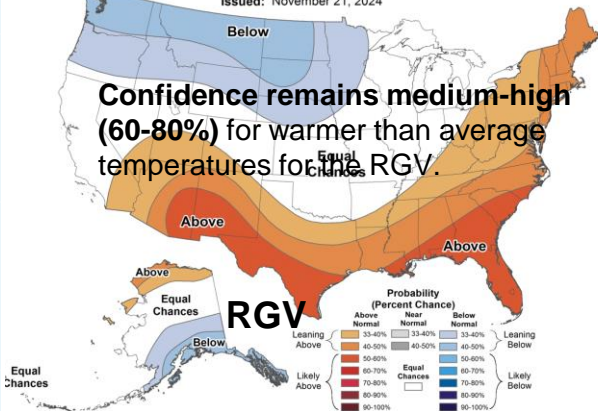 Issued: November 21, 2024
Below
Confidence remains medium-high
(60-80%) for warmer than average
temperatures for the RGV.
Equal
Chances
Above
Above
Above
Equal
Chances
RGV
Below
Equal
Chances
Probability
(Percent Chance)
Above
Normal
Near
Normal
Below
Normal
Leaning
Above
33-40% 33-40% 33-40%
40-50% 40-50% 40-50%
Leaning
Below
50-60% 50-60%
60-70% Equal
Chances 60-70%
Likely
Above
70-80% 70-80%
80-90% 80-90%
90-100% 90-100%
Likely
Below